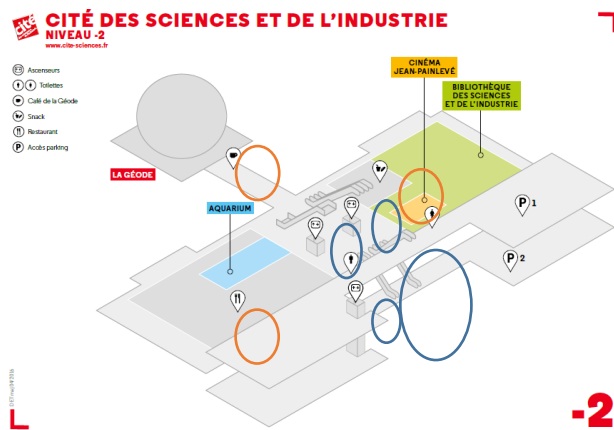 cité
CITÉ DES SCIENCES ET DE L'INDUSTRIE
NIVEAU -2
www.cite-sciences.fr
Ascenseurs
Toilettes
Café de la Géode
Snack
Restaurant
P Accès parking
LA GÉODE
AQUARIUM
CINÉMA
JEAN-PAINLEVÉ
BIBLIOTHÈQUE
DES SCIENCES
ET DE L'INDUSTRIE
P 1
P 2
-2